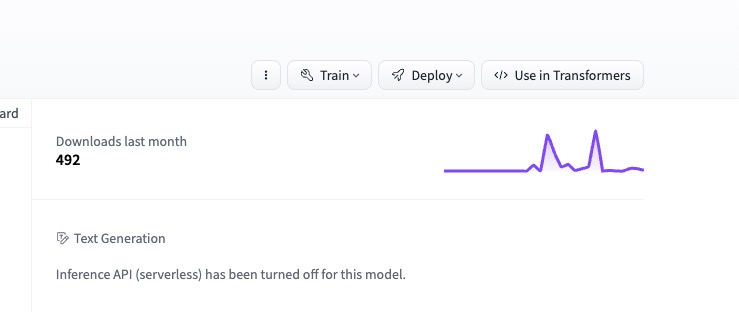 Train
Deploy
</> Use in Transformers
ard
Downloads last month
492
Text Generation
Inference API (serverless) has been turned off for this model.